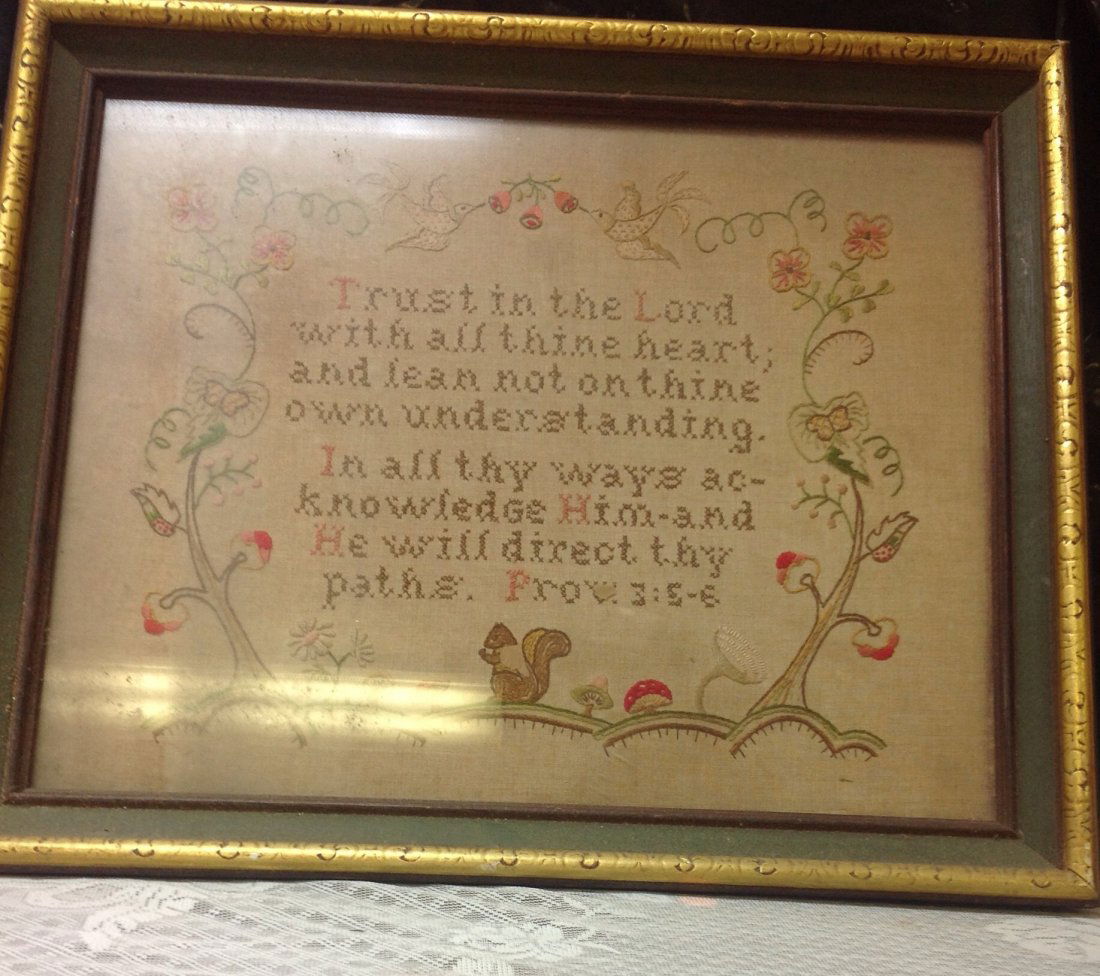 Trust in the Lord
with all thine heart;
and lean not on thine
own understanding.
In all thy ways ac-
knowledge Him-and
He will direct thy
paths. Prov. 3:5-6